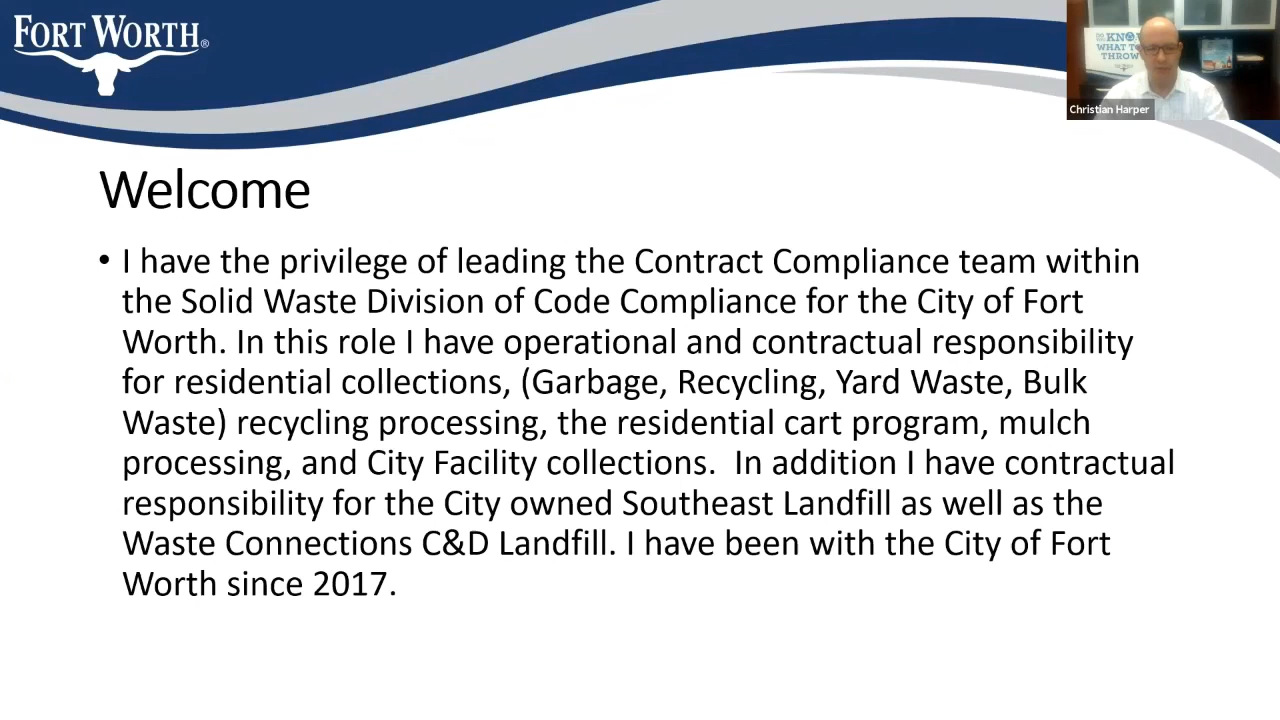 FORT WORTH®
KNOW
WHAT TO
THROW
Christian Harper
Welcome
• I have the privilege of leading the Contract Compliance team within
the Solid Waste Division of Code Compliance for the City of Fort
Worth. In this role I have operational and contractual responsibility
for residential collections, (Garbage, Recycling, Yard Waste, Bulk
Waste) recycling processing, the residential cart program, mulch
processing, and City Facility collections.  In addition I have contractual
responsibility for the City owned Southeast Landfill as well as the
Waste Connections C&D Landfill. I have been with the City of Fort
Worth since 2017.